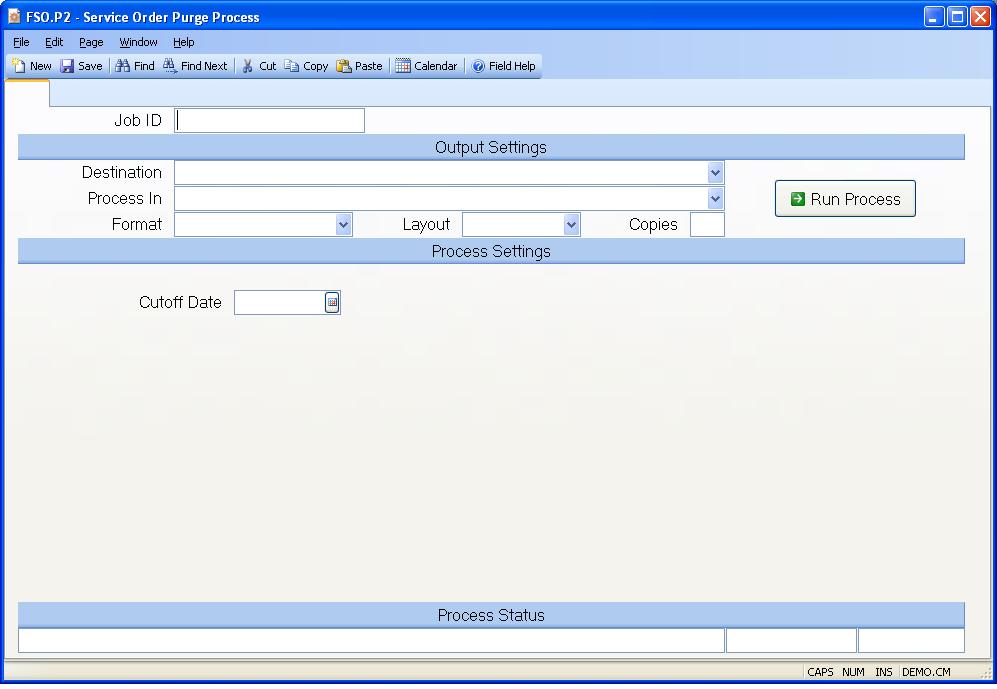 FSO.P2 - Service Order Purge Process
File Edit Page Window Help
New Save Find Find Next Cut Copy Paste Calendar Field Help
Job ID
Output Settings
Destination
Process In
Run Process
Format Layout Copies
Process Settings
Cutoff Date
Process Status
CAPS NUM INS DEMO.CM